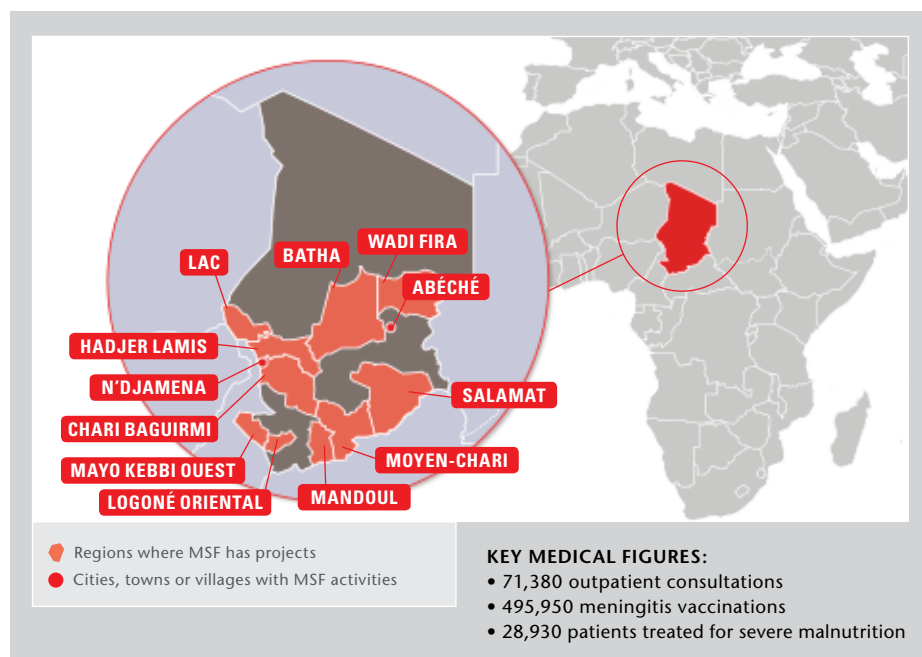 WADI FIRA
BATHA
LAC
ABÉCHÉ
HADJER LAMIS
N'DJAMENA
SALAMAT
CHARI BAGUIRMI
MOYEN-CHARI
MAYO KEBBI OUEST
LOGONÉ ORIENTAL
MANDOUL
Regions where MSF has projects
Cities, towns or villages with MSF activities
KEY MEDICAL FIGURES:
• 71,380 outpatient consultations
• 495,950 meningitis vaccinations
• 28,930 patients treated for severe malnutrition